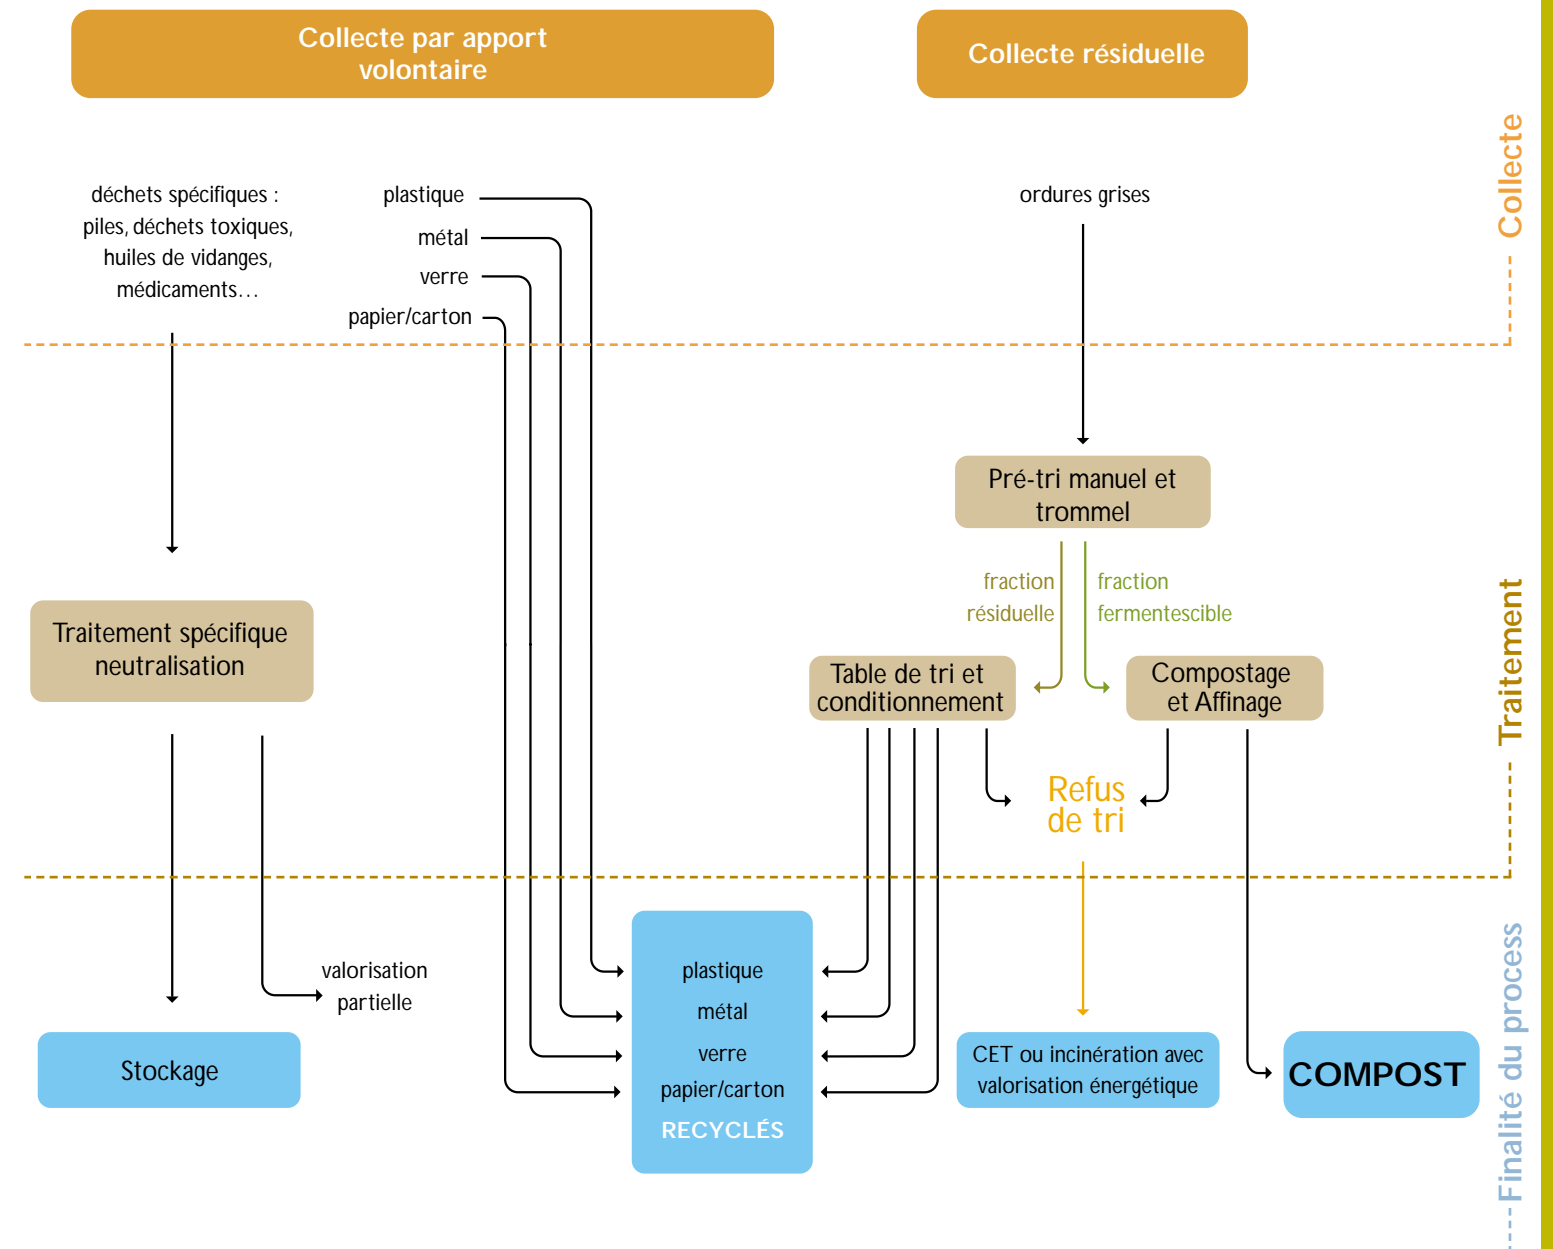 Collecte par apport
volontaire
Collecte résiduelle
Collecte
déchets spécifiques :
piles, déchets toxiques,
huiles de vidanges,
médicaments…
plastique
métal
verre
papier/carton
ordures grises
Pré-tri manuel et
trommel
fraction
résiduelle
fraction
fermentescible
Traitement
Traitement spécifique
neutralisation
Table de tri et
conditionnement
Compostage
et Affinage
Refus
de tri
Finalité du process
valorisation
partielle
Stockage
plastique
métal
verre
papier/carton
RECYCLÉS
CET ou incinération avec
valorisation énergétique
COMPOST